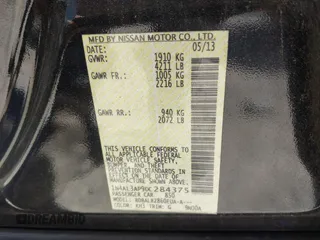 MFD BY NISSAN MOTOR CO., LTD.
DATE: 05/13
GVWR: 1910 KG
4211 LB
GAWR FR: 1005 KG
2216 LB
GAWR RR: 940 KG
2072 LB
THIS VEHICLE CONFORMS TO ALL
APPLICABLE FEDERAL MOTOR
VEHICLE SAFETY AND THEFT
PREVENTION STANDARDS IN
EFFECT ON THE DATE OF
MANUFACTURE SHOWN ABOVE.
284375
PASSENGER CAR
COLOR: KH3 TRIM: G
DREAMBID